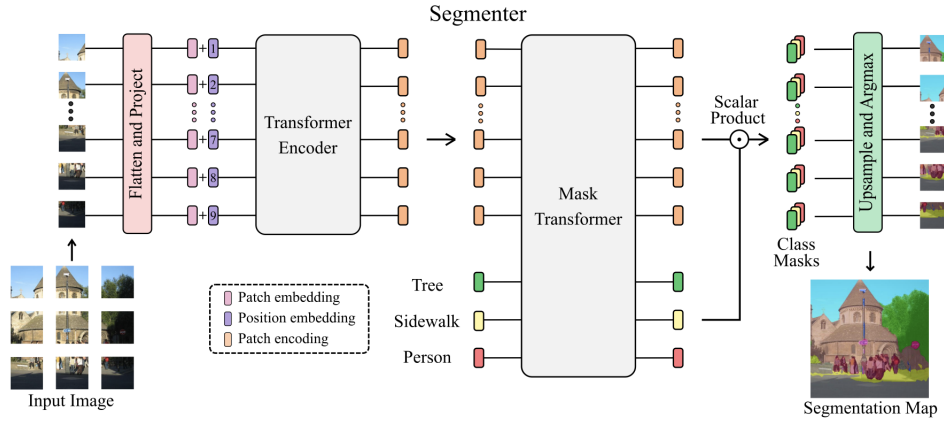 Segmenter
Flatten and Project
+ 1
+ 2
+ 7
+ 8
+ 9
Transformer
Encoder
Mask
Transformer
Scalar
Product
Upsample and Argmax
Class
Masks
Tree
Sidewalk
Person
Patch embedding
Position embedding
Patch encoding
Input Image
Segmentation Map